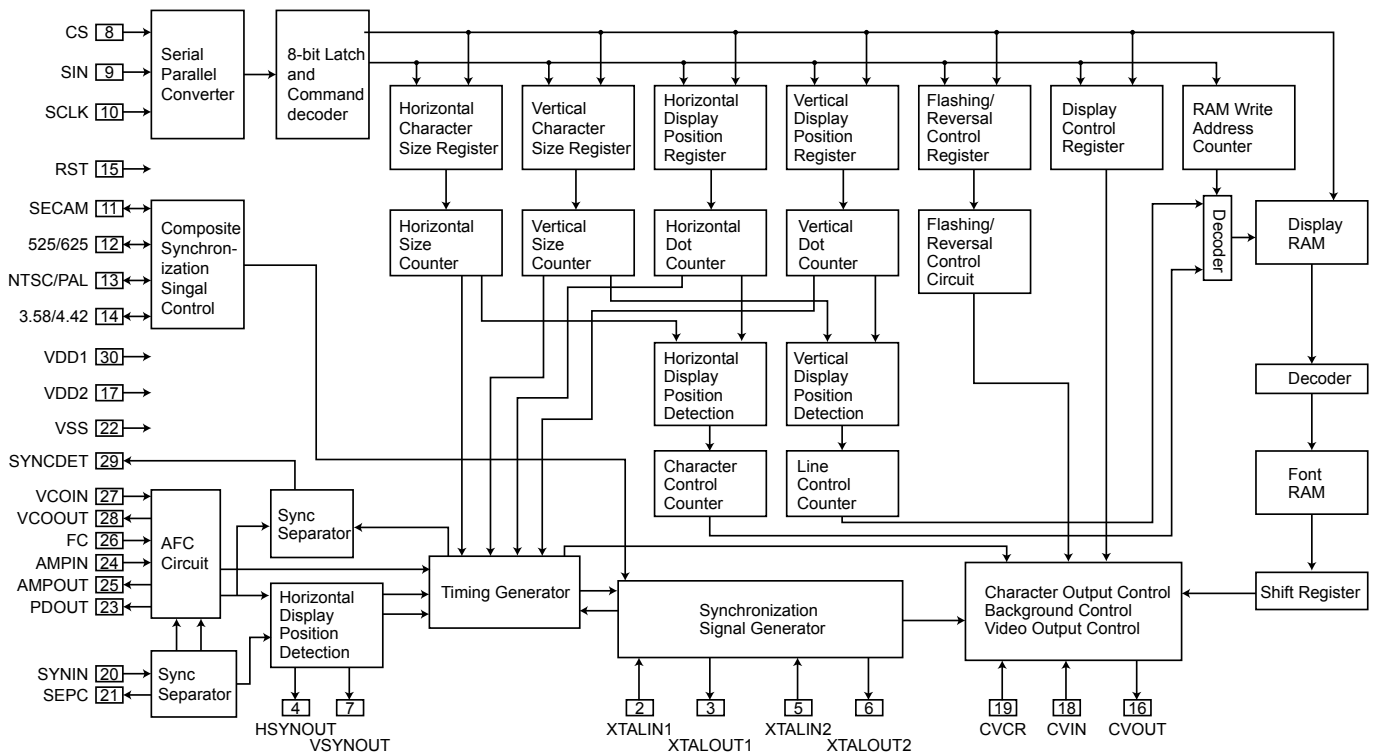 CS 8
SIN 9
SCLK 10
Serial
Parallel
Converter
8-bit Latch
and
Command
decoder
RST 15
SECAM 11
525/625 12
NTSC/PAL 13
3.58/4.42 14
Composite
Synchron-
ization
Singal
Control
VDD1 30
VDD2 17
VSS 22
SYNCDET 29
VCOIN 27
VCOOUT 28
FC 26
AMPIN 24
AMPOUT 25
PDOUT 23
AFC
Circuit
SYNIN 20
SEPC 21
Sync
Separator
Sync
Separator
Horizontal
Display
Position
Detection
4
HSYNOUT
7
VSYNOUT
Horizontal
Character
Size Register
Vertical
Character
Size Register
Horizontal
Display
Position
Register
Vertical
Display
Position
Register
Flashing/
Reversal
Control
Register
Display
Control
Register
RAM Write
Address
Counter
Horizontal
Size
Counter
Vertical
Size
Counter
Horizontal
Dot
Counter
Vertical
Dot
Counter
Flashing/
Reversal
Control
Circuit
Decoder
Display
RAM
Horizontal
Display
Position
Detection
Vertical
Display
Position
Detection
Decoder
Character
Control
Counter
Line
Control
Counter
Font
RAM
Timing Generator
Synchronization
Signal Generator
Character Output Control
Background Control
Video Output Control
Shift Register
2
XTALIN1
3
XTALOUT1
5
XTALIN2
6
XTALOUT2
19
CVCR
18
CVIN
16
CVOUT